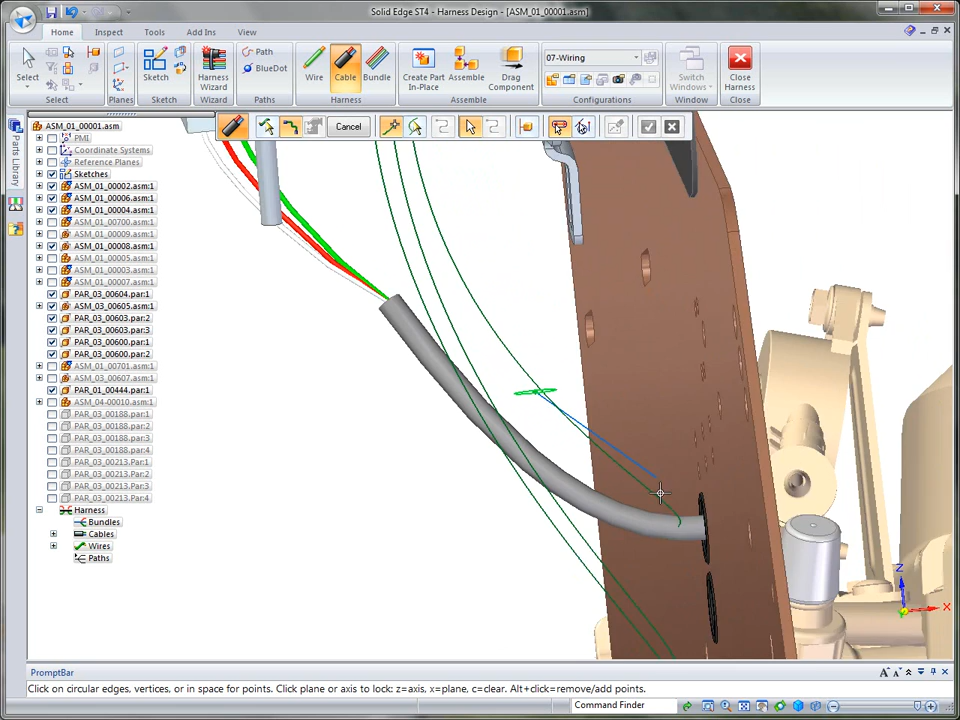 Solid Edge ST4 - Harness Design - [ASM_01_00001.asm]
Home
Inspect
Tools
Add Ins
View
Select
Select
Planes
Sketch
Sketch
Harness Wizard
Wizard
Path
BlueDot
Paths
Wire
Cable
Bundle
Harness
Create Part In-Place
Assemble
Drag Component
Assembly
07-Wiring
Configurations
Switch Windows
Window
Close Harness
Close
Cancel
Parts Library
ASM_01_00001.asm
PMI
Coordinate Systems
Reference Planes
Sketches
ASM_01_00002.asm:1
ASM_01_00006.asm:1
ASM_01_00004.asm:1
ASM_01_00700.asm:1
ASM_01_00009.asm:1
ASM_01_00008.asm:1
ASM_01_00005.asm:1
ASM_01_00003.asm:1
ASM_01_00007.asm:1
PAR_03_00604.par:1
ASM_03_00605.asm:1
PAR_03_00603.par:2
PAR_03_00603.par:3
PAR_03_00600.par:1
PAR_03_00600.par:2
ASM_01_00701.asm:1
ASM_03_00607.asm:1
PAR_01_00444.par:1
ASM_04-00010.asm:1
PAR_03_00188.par:1
PAR_03_00188.par:2
PAR_03_00188.par:3
PAR_03_00188.par:4
PAR_03_00213.Par:1
PAR_03_00213.Par:2
PAR_03_00213.Par:3
PAR_03_00213.Par:4
Harness
Bundles
Cables
Wires
Paths
Z
X
PromptBar
Click on circular edges, vertices, or in space for points. Click plane or axis to lock: z=axis, x=plane, c=clear. Alt+click=remove/add points.
Command Finder